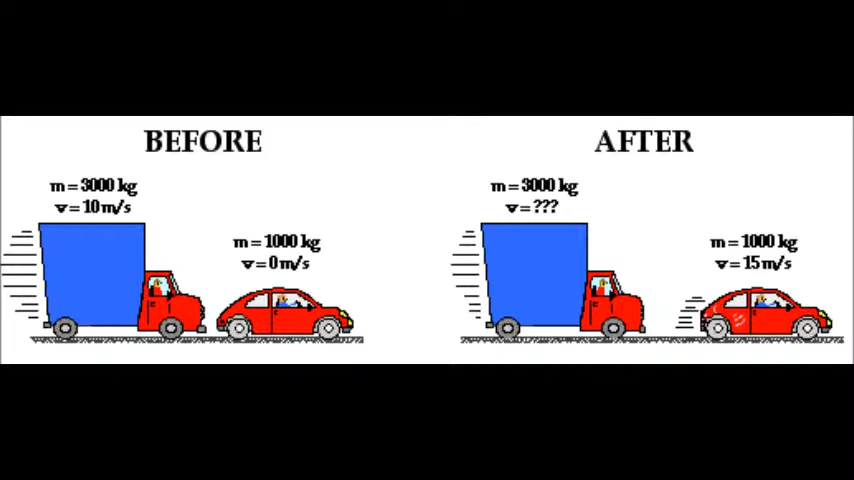 BEFORE
m = 3000 kg
v = 10 m/s
m = 1000 kg
v = 0 m/s
AFTER
m = 3000 kg
v = ???
m = 1000 kg
v = 15 m/s